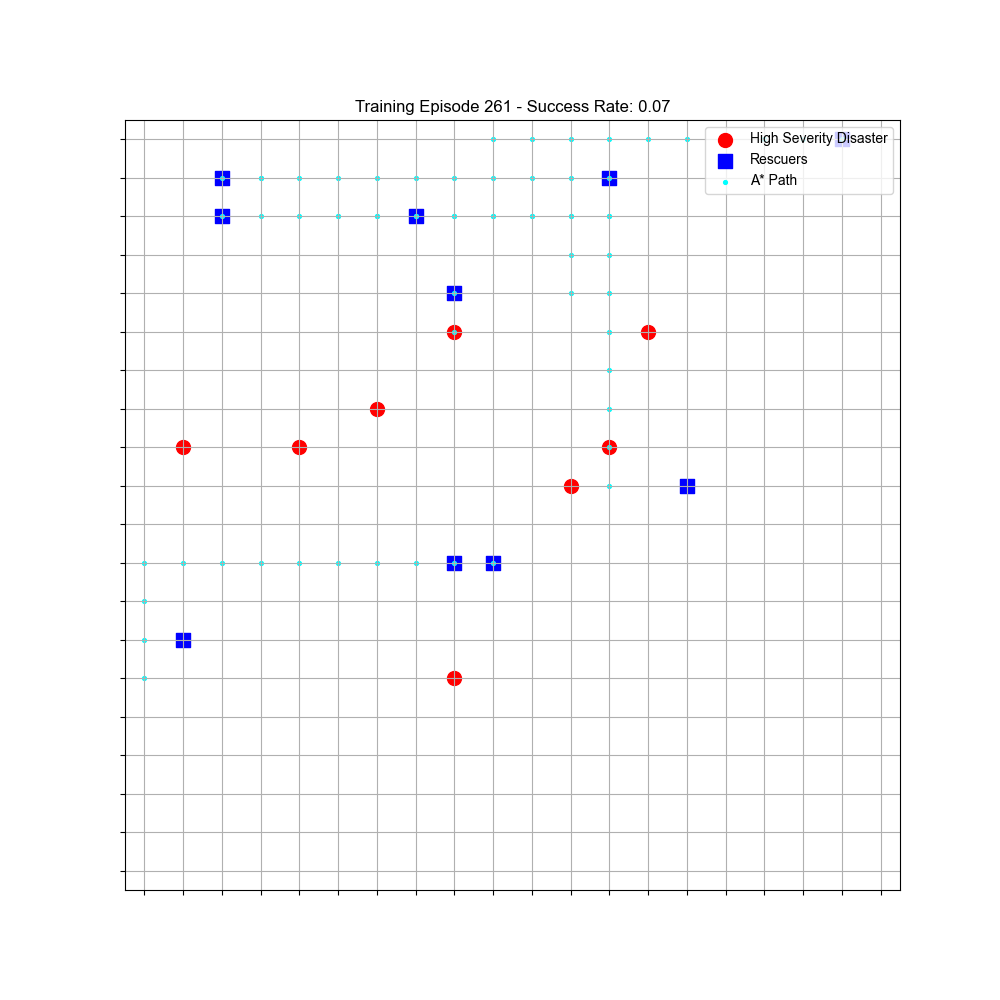 Training Episode 261 - Success Rate: 0.07
High Severity Disaster
Rescuers
A* Path